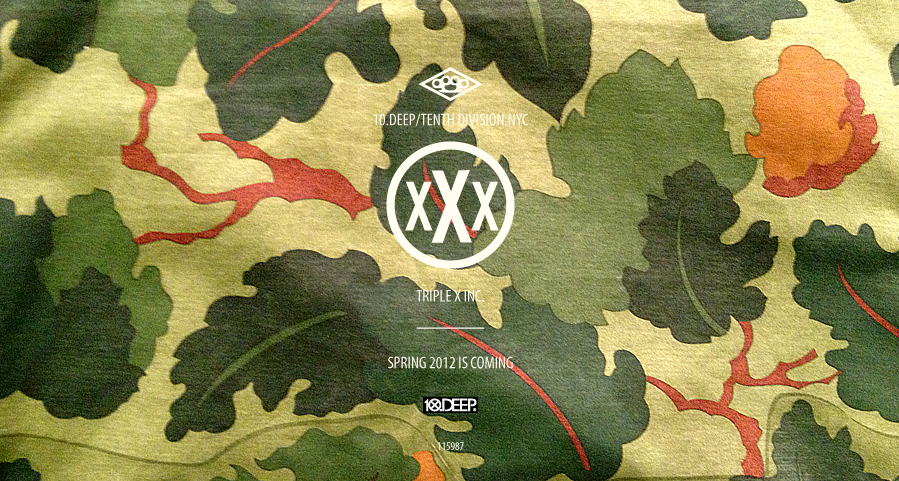 10.DEEP/TENTH DIVISION.NYC
XXX
TRIPLE X INC.
SPRING 2012 IS COMING
10.DEEP.
115987